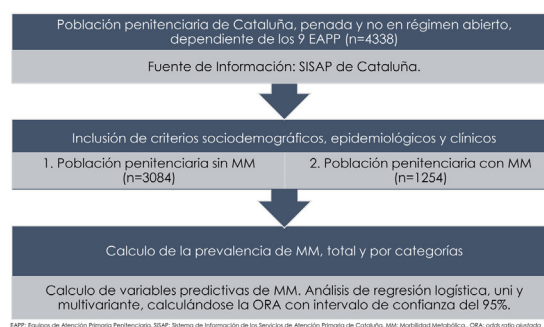 Población penitenciaria de Cataluña, penada y no en régimen abierto,
dependiente de los 9 EAPP (n=4338)
Fuente de Información: SISAP de Cataluña.
Inclusión de criterios sociodemográficos, epidemiológicos y clínicos
1. Población penitenciaria sin MM
(n=3084)
2. Población penitenciaria con MM
(n=1254)
Calculo de la prevalencia de MM, total y por categorías
Calculo de variables predictivas de MM. Análisis de regresión logística, uni y
multivariante, calculándose la ORA con intervalo de confianza del 95%.
EAPP: Equipos de Atención Primaria Penitenciaria. SISAP: Sistema de Información de los Servicios de Atención Primaria de Cataluña. MM: Morbilidad Metabólica.. ORA: odds ratio ajustada